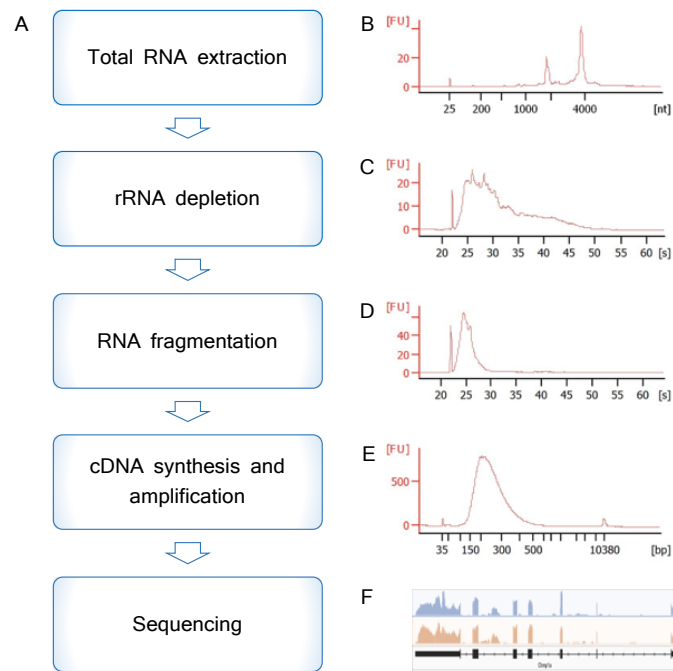 A
Total RNA extraction
rRNA depletion
RNA fragmentation
cDNA synthesis and
amplification
Sequencing
B
[FU]
20
0
25 200 1000 4000 [nt]
C
[FU]
20
10
0
20 25 30 35 40 45 50 55 60 [s]
D
[FU]
60
40
20
0
20 25 30 35 40 45 50 55 60 [s]
E
[FU]
500
0
35 150 300 500 10380 [bp]
F